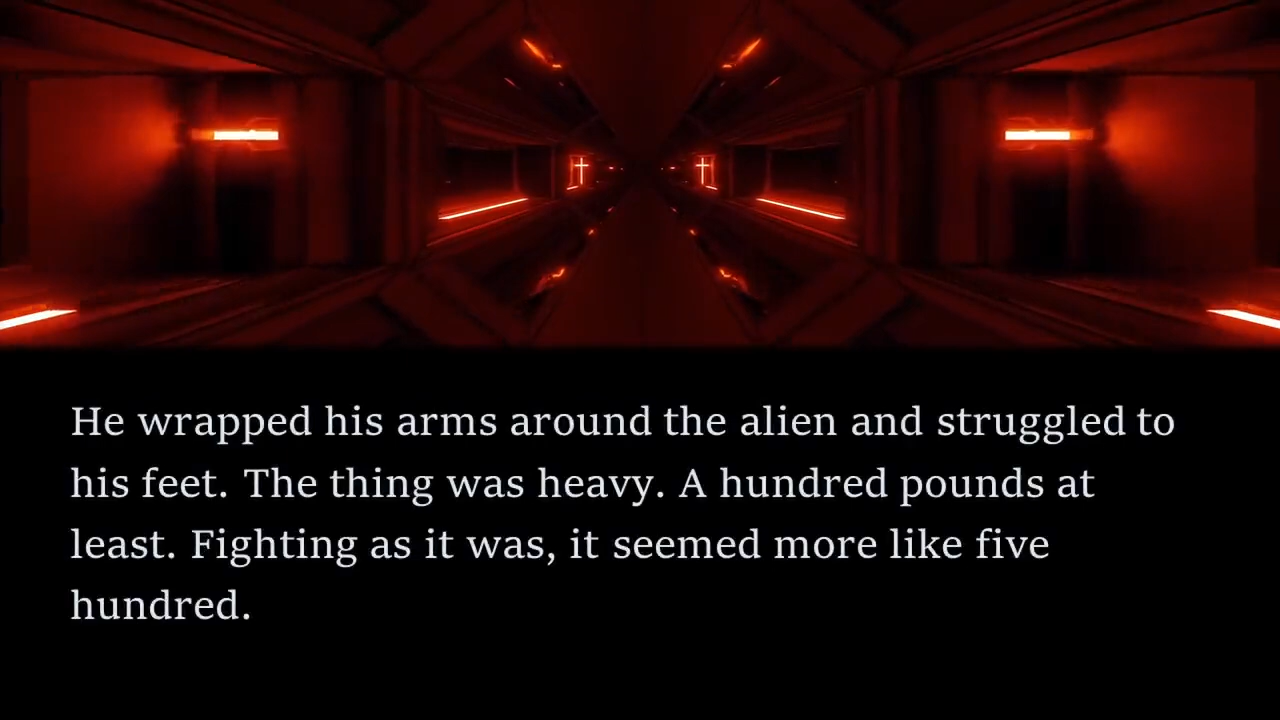 He wrapped his arms around the alien and struggled to
his feet. The thing was heavy. A hundred pounds at
least. Fighting as it was, it seemed more like five
hundred.